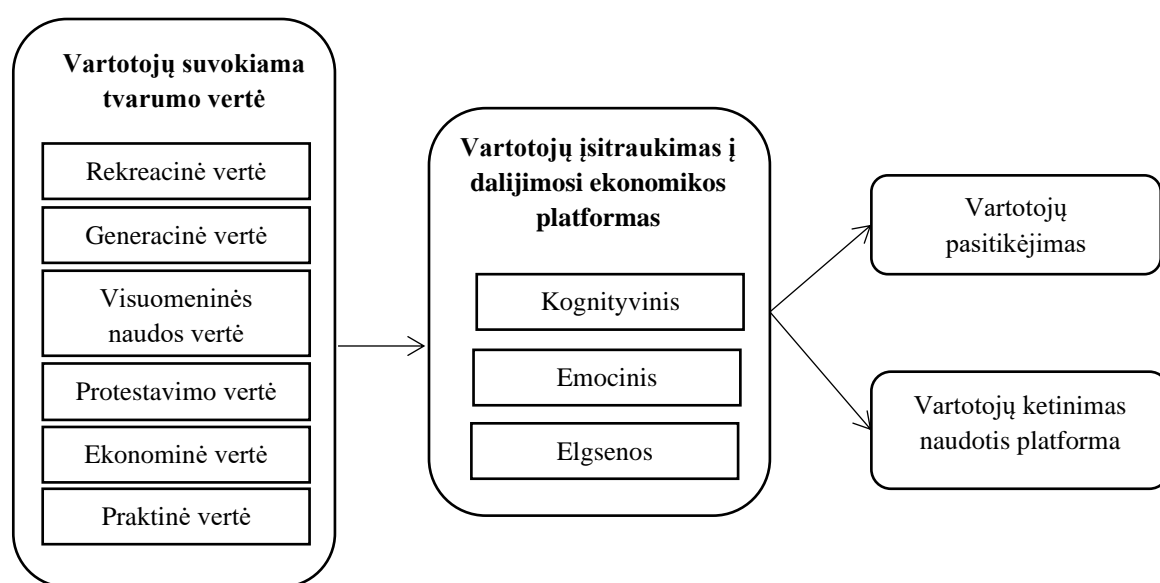 Vartotojų suvokiama
tvarumo vertė
Rekreacinė vertė
Generacinė vertė
Visuomeninės
naudos vertė
Protestavimo vertė
Ekonominė vertė
Praktinė vertė
Vartotojų įsitraukimas į
dalijimosi ekonomikos
platformas
Kognityvinis
Emocinis
Elgsenos
Vartotojų
pasitikėjimas
Vartotojų ketinimas
naudotis platforma